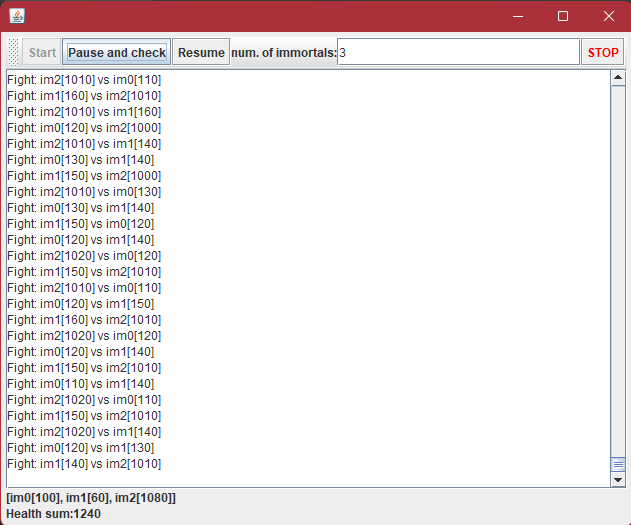 Start Pause and check Resume num. of immortals: 3 STOP
Fight: im2[1010] vs im0[110]
Fight: im1[160] vs im2[1010]
Fight: im2[1010] vs im1[160]
Fight: im0[120] vs im2[1000]
Fight: im2[1010] vs im1[140]
Fight: im0[130] vs im1[140]
Fight: im1[150] vs im2[1000]
Fight: im2[1010] vs im0[130]
Fight: im0[130] vs im1[140]
Fight: im1[150] vs im0[120]
Fight: im0[120] vs im1[140]
Fight: im2[1020] vs im0[120]
Fight: im1[150] vs im2[1010]
Fight: im2[1010] vs im0[110]
Fight: im0[120] vs im1[150]
Fight: im1[160] vs im2[1010]
Fight: im2[1020] vs im0[120]
Fight: im0[120] vs im1[140]
Fight: im1[150] vs im2[1010]
Fight: im0[110] vs im1[140]
Fight: im2[1020] vs im0[110]
Fight: im1[150] vs im2[1010]
Fight: im2[1020] vs im1[140]
Fight: im0[120] vs im1[130]
Fight: im1[140] vs im2[1010]
[im0[100], im1[60], im2[1080]]
Health sum:1240